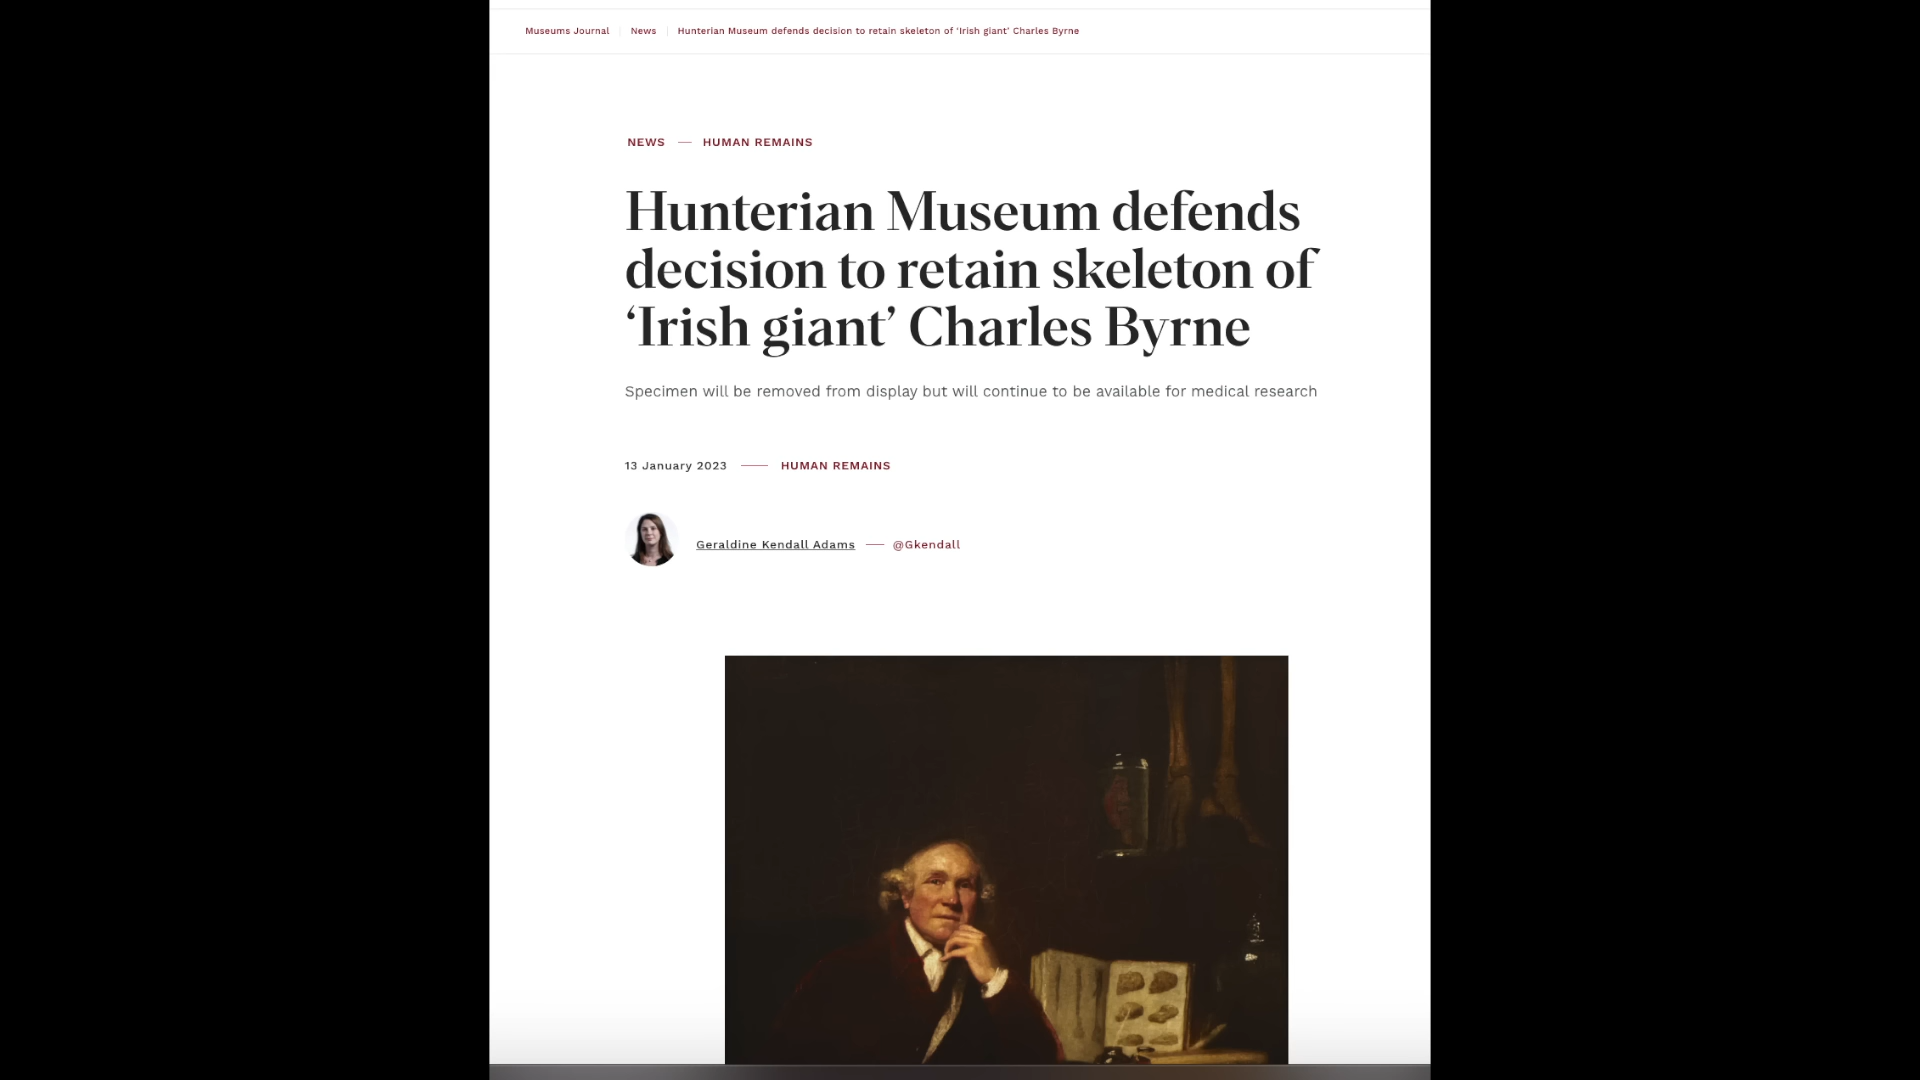 Museums Journal | News | Hunterian Museum defends decision to retain skeleton of ‘Irish giant’ Charles Byrne
NEWS — HUMAN REMAINS
Hunterian Museum defends
decision to retain skeleton of
‘Irish giant’ Charles Byrne
Specimen will be removed from display but will continue to be available for medical research
13 January 2023 — HUMAN REMAINS
Geraldine Kendall Adams — @Gkendall